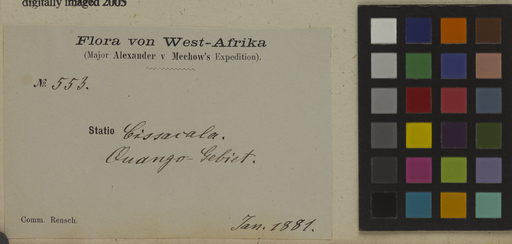 digitally imaged 2005
Flora von West-Afrika
(Major Alexander v Mechow's Expedition).
№ 553.
Statio Cissacala.
Quango-Gebiet.
Comm. Rensch.
Jan. 1881.